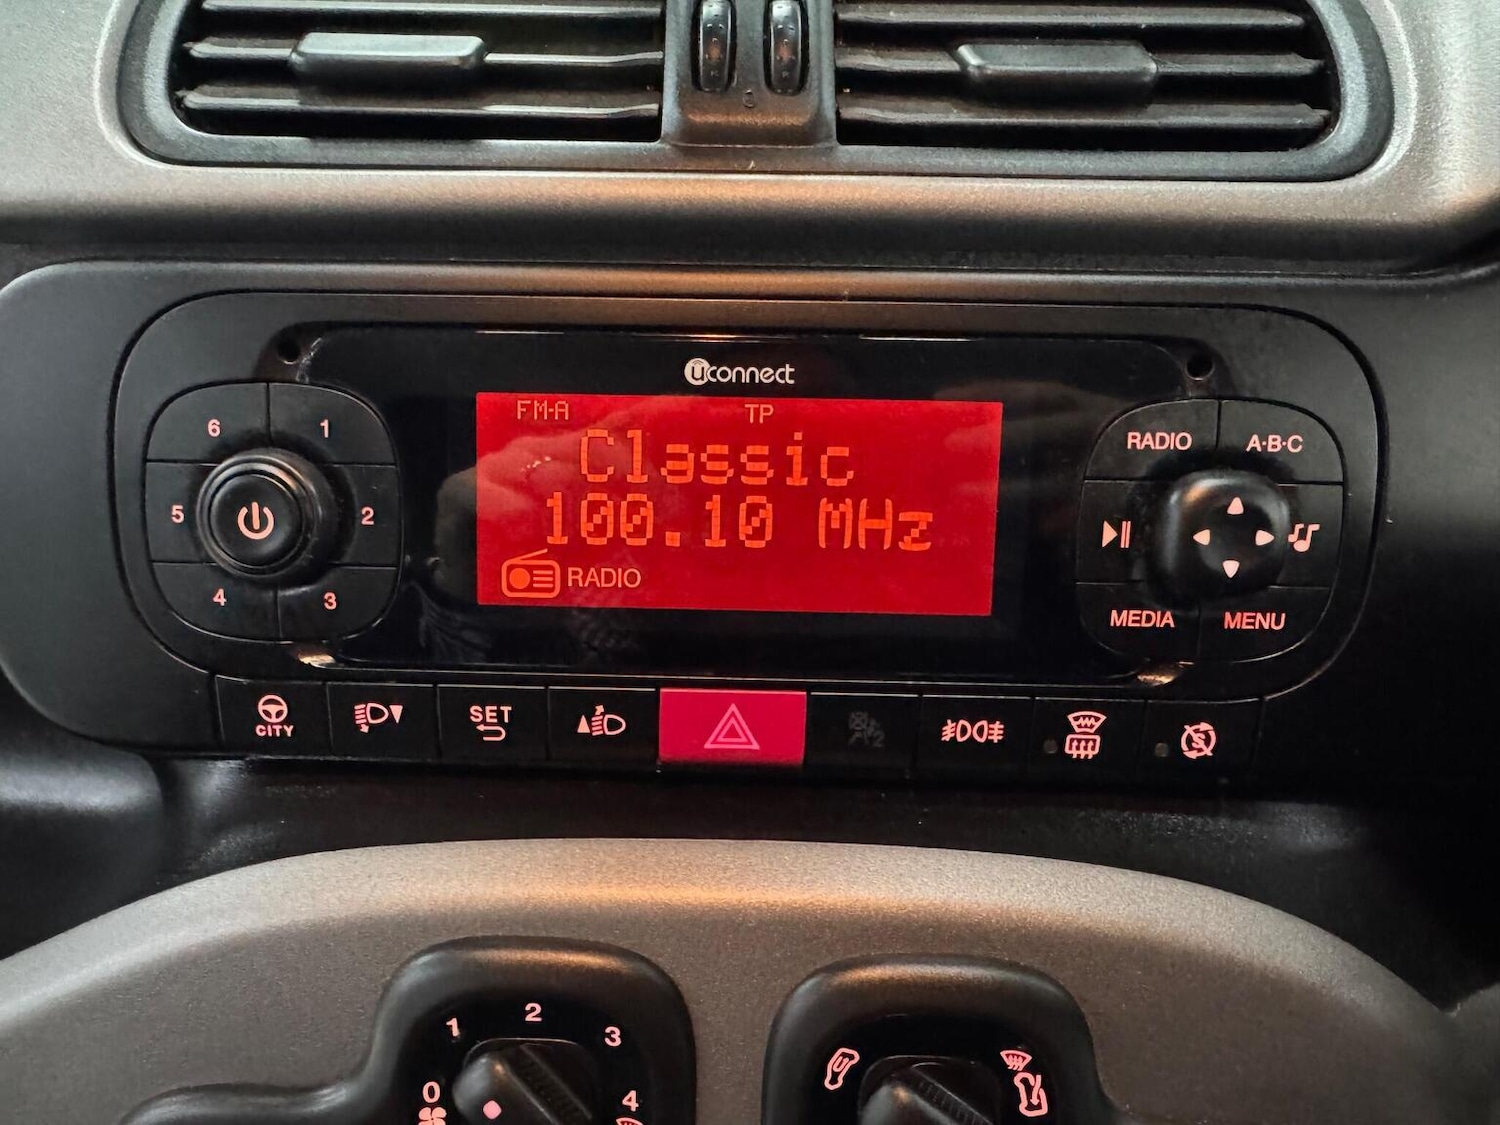 uconnect
FM-A TP
Classic
100.10 MHz
RADIO
6 1
5 2
4 3
RADIO A·B·C
MEDIA MENU
CITY
SET
0 1 2 3 4